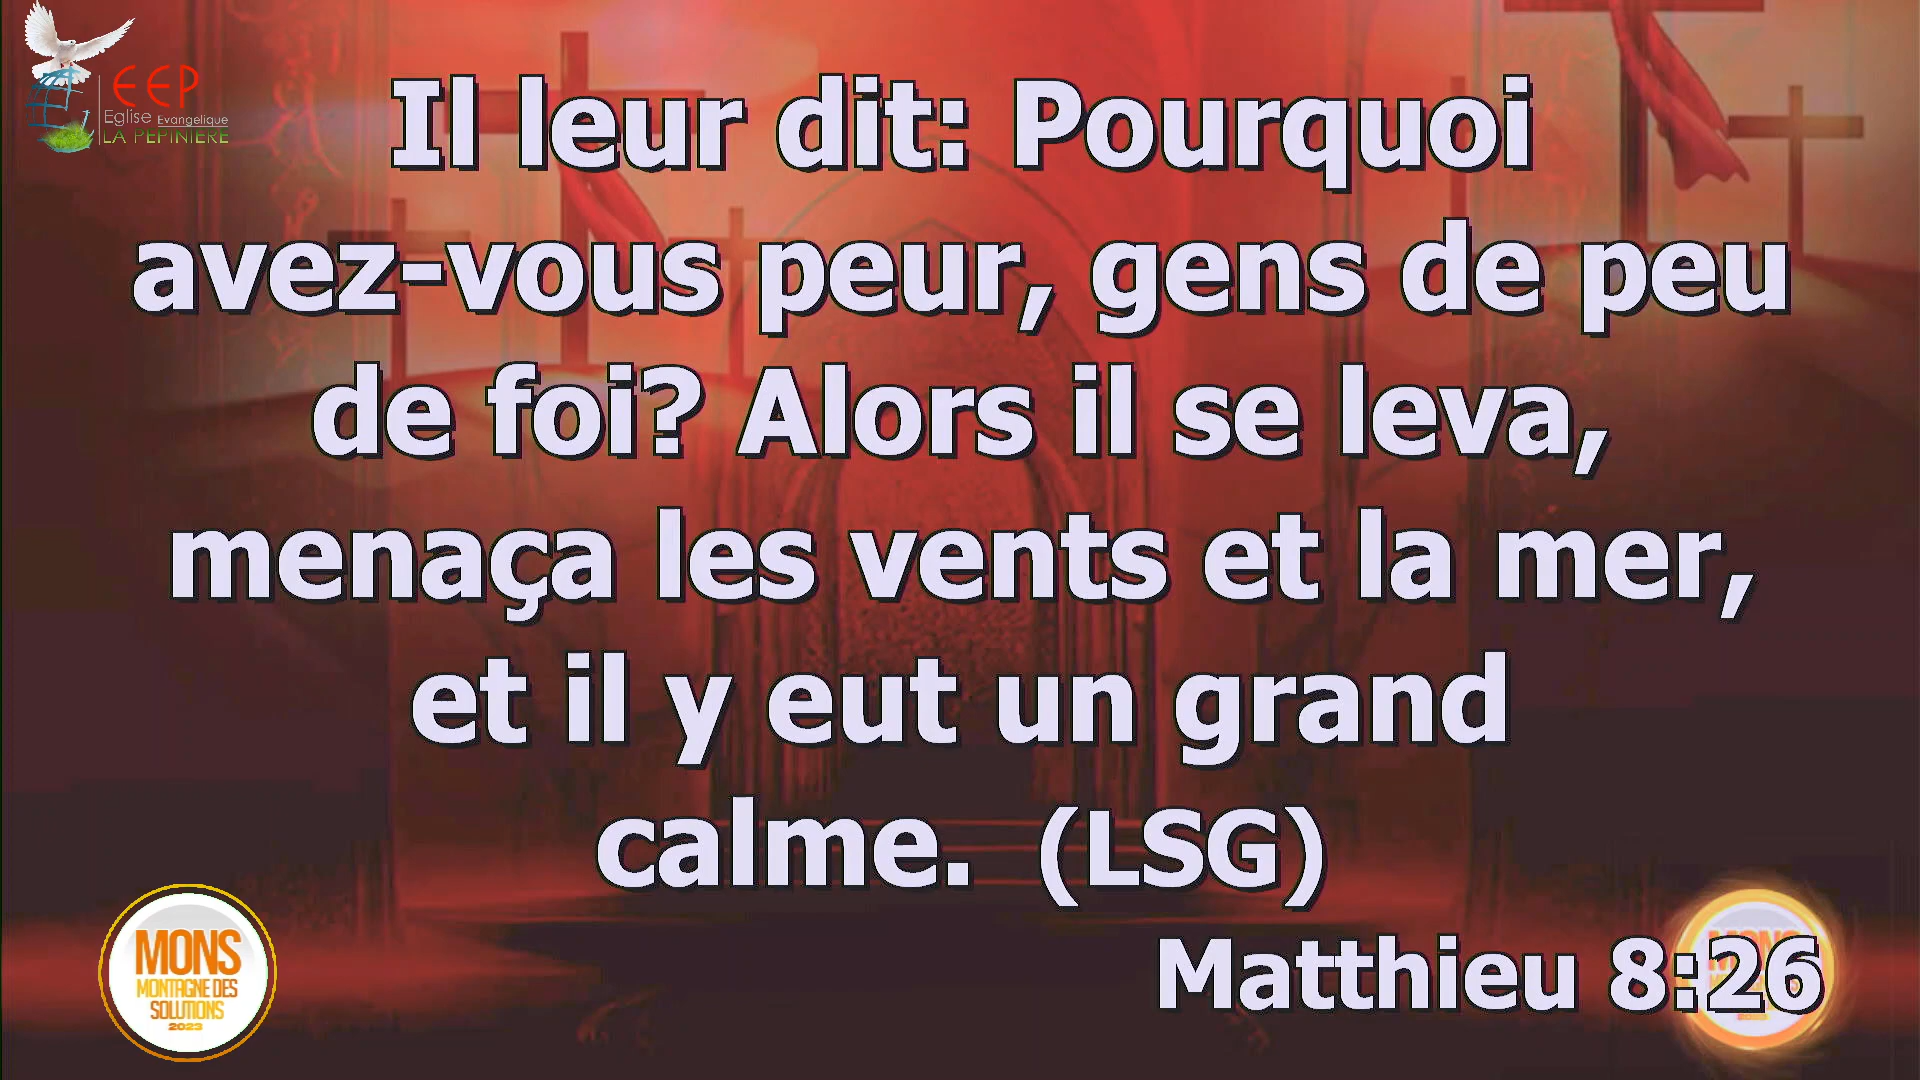 EEP
Eglise Evangelique
LA PEPINIERE
Il leur dit: Pourquoi
avez-vous peur, gens de peu
de foi? Alors il se leva,
menaça les vents et la mer,
et il y eut un grand
calme. (LSG)
Matthieu 8:26
MONS
MONTAGNE DES
SOLUTIONS
2023